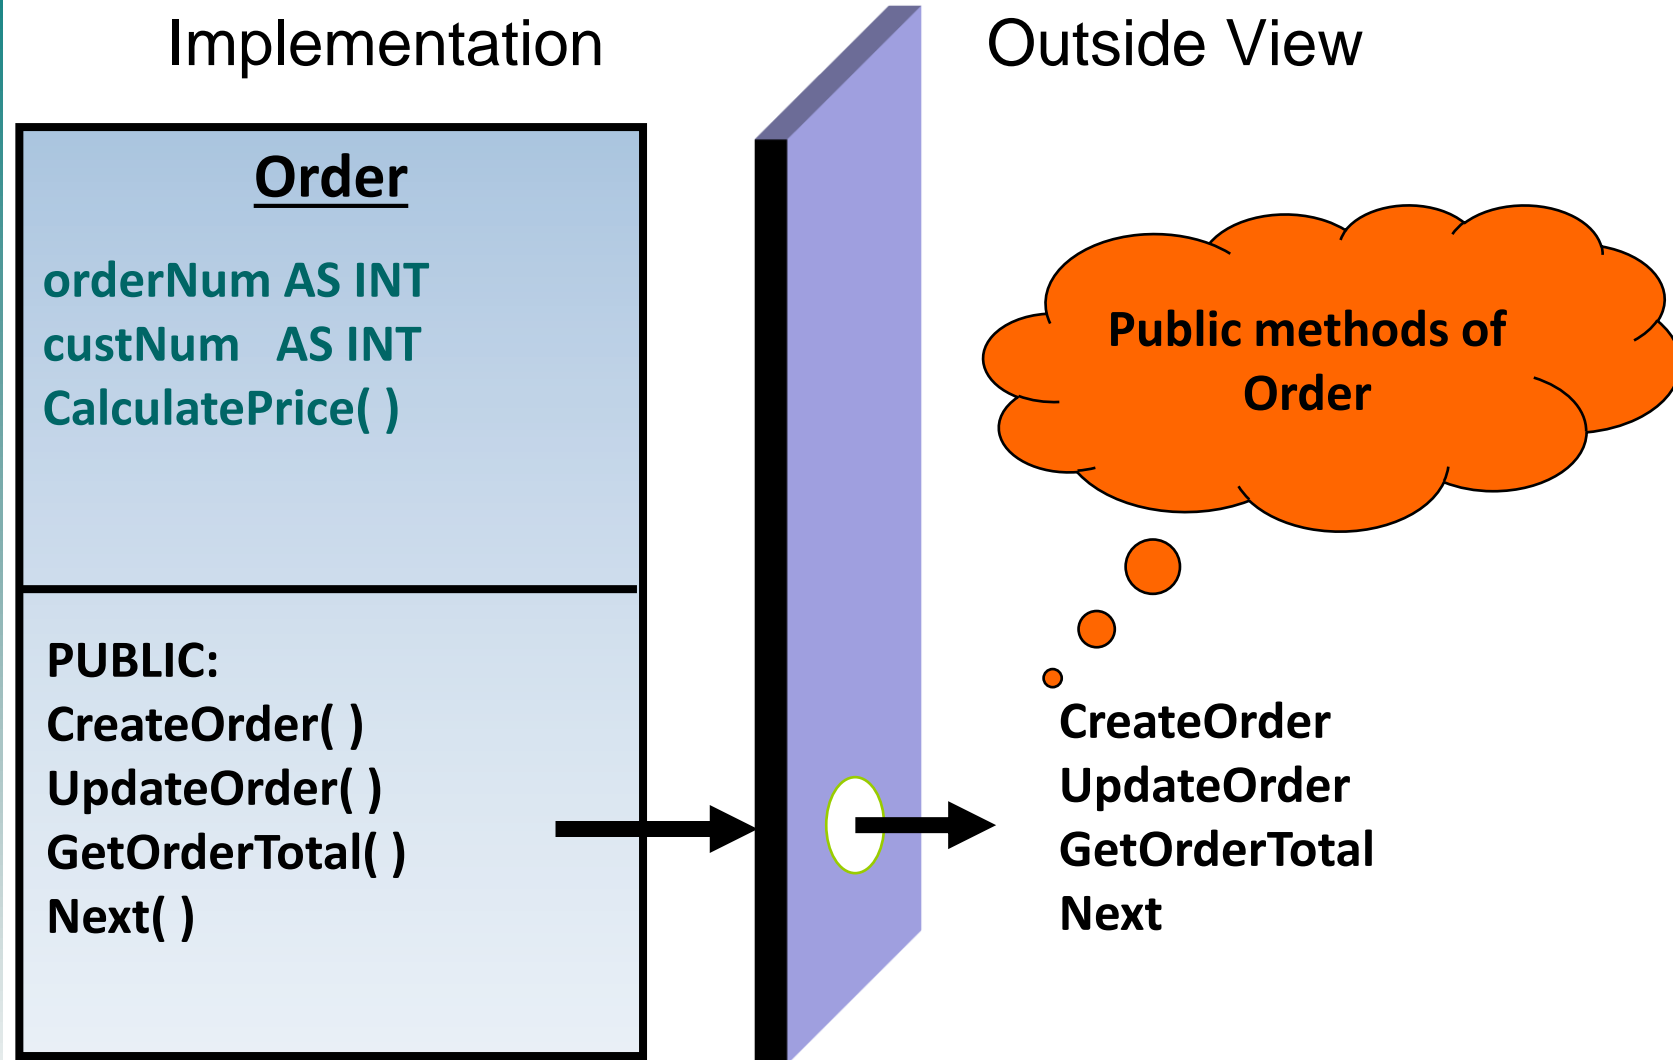 Implementation
Outside View
Order
orderNum AS INT
custNum AS INT
CalculatePrice( )
PUBLIC:
CreateOrder( )
UpdateOrder( )
GetOrderTotal( )
Next( )
Public methods of
Order
CreateOrder
UpdateOrder
GetOrderTotal
Next